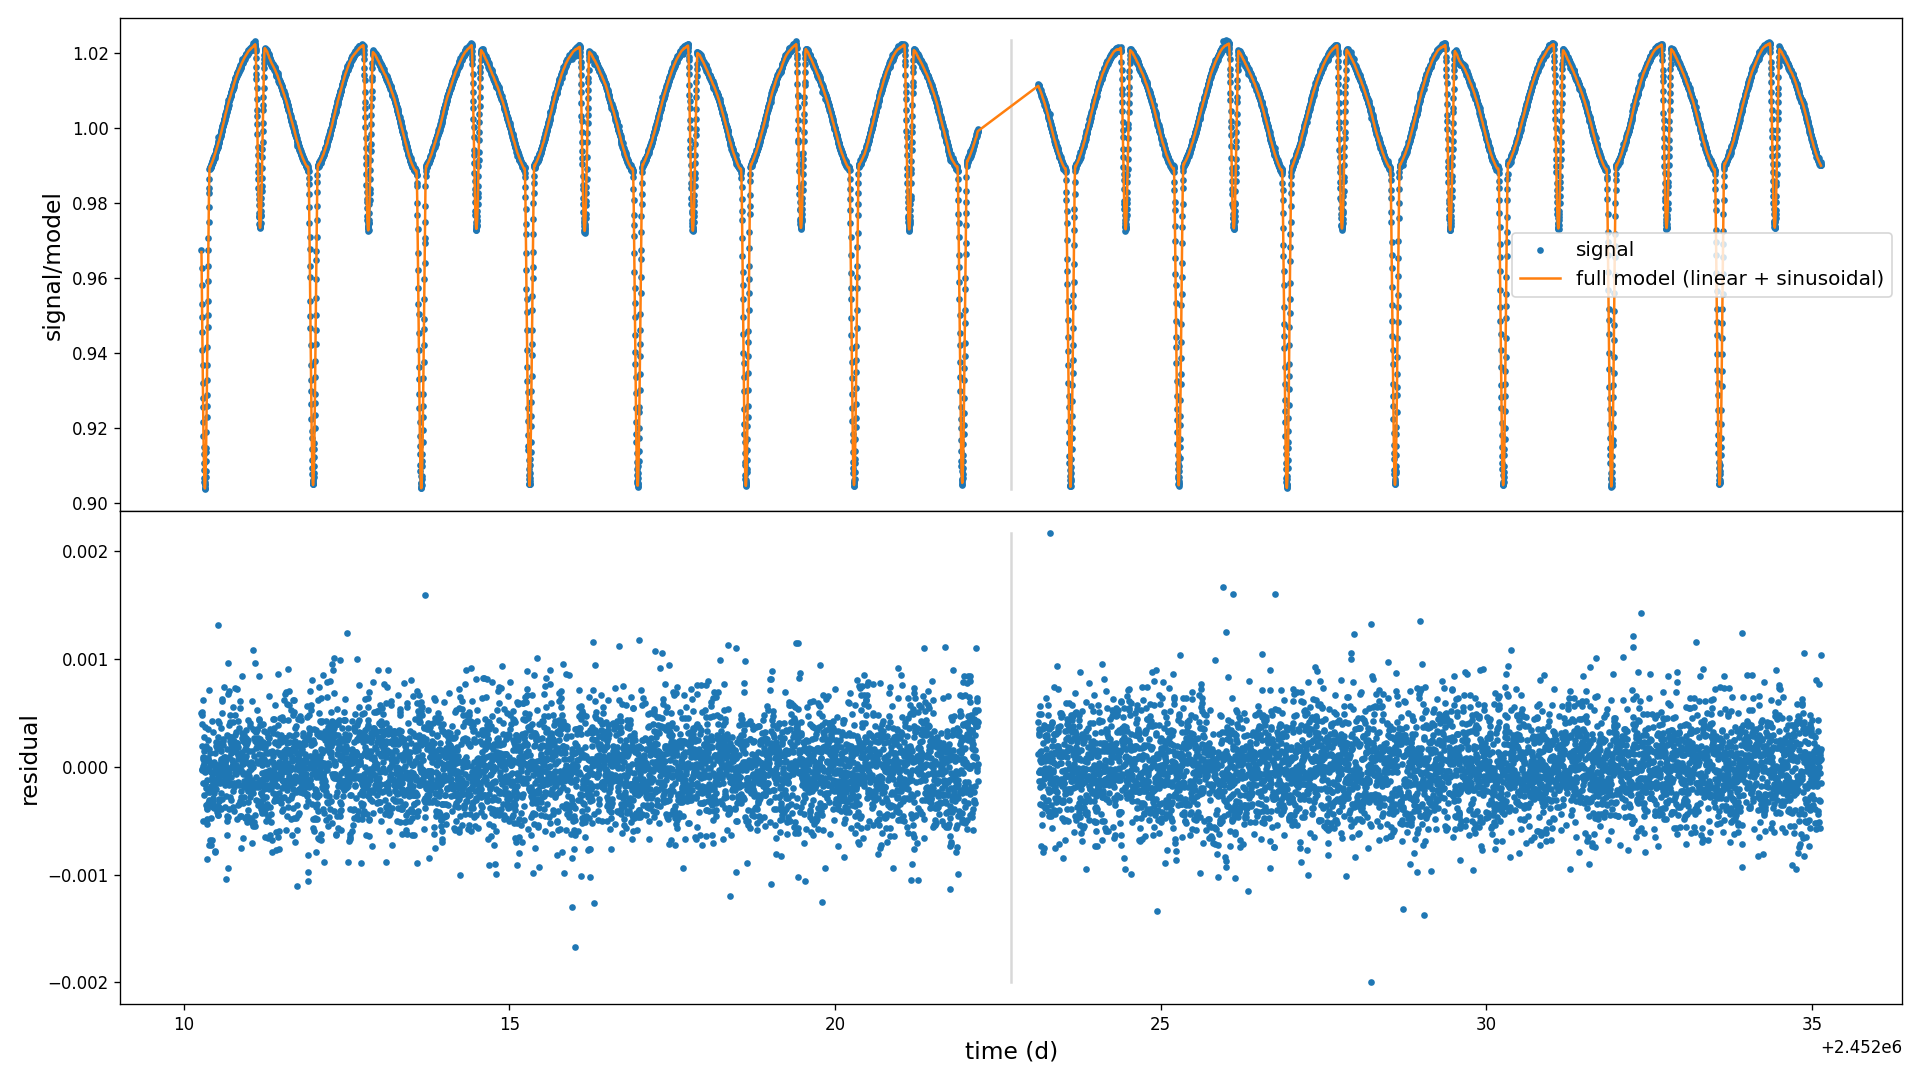 signal/model
1.02
1.00
0.98
0.96
0.94
0.92
0.90
signal
full model (linear + sinusoidal)
residual
0.002
0.001
0.000
−0.001
−0.002
10 15 20 25 30 35
time (d)
+2.452e6